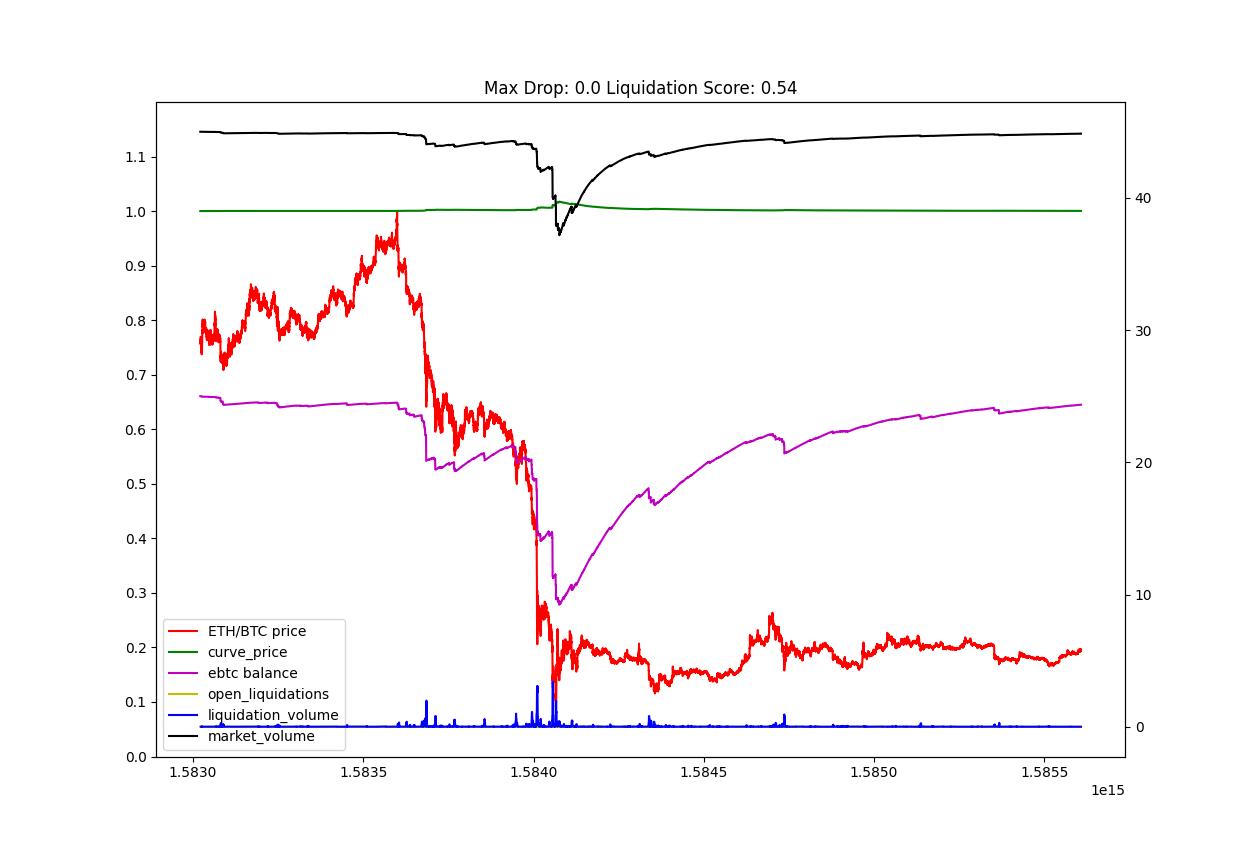 Max Drop: 0.0 Liquidation Score: 0.54
1.1
1.0
0.9
0.8
0.7
0.6
0.5
0.4
0.3
0.2
0.1
0.0
40
30
20
10
0
ETH/BTC price
curve_price
ebtc balance
open_liquidations
liquidation_volume
market_volume
1.5830 1.5835 1.5840 1.5845 1.5850 1.5855
1e15